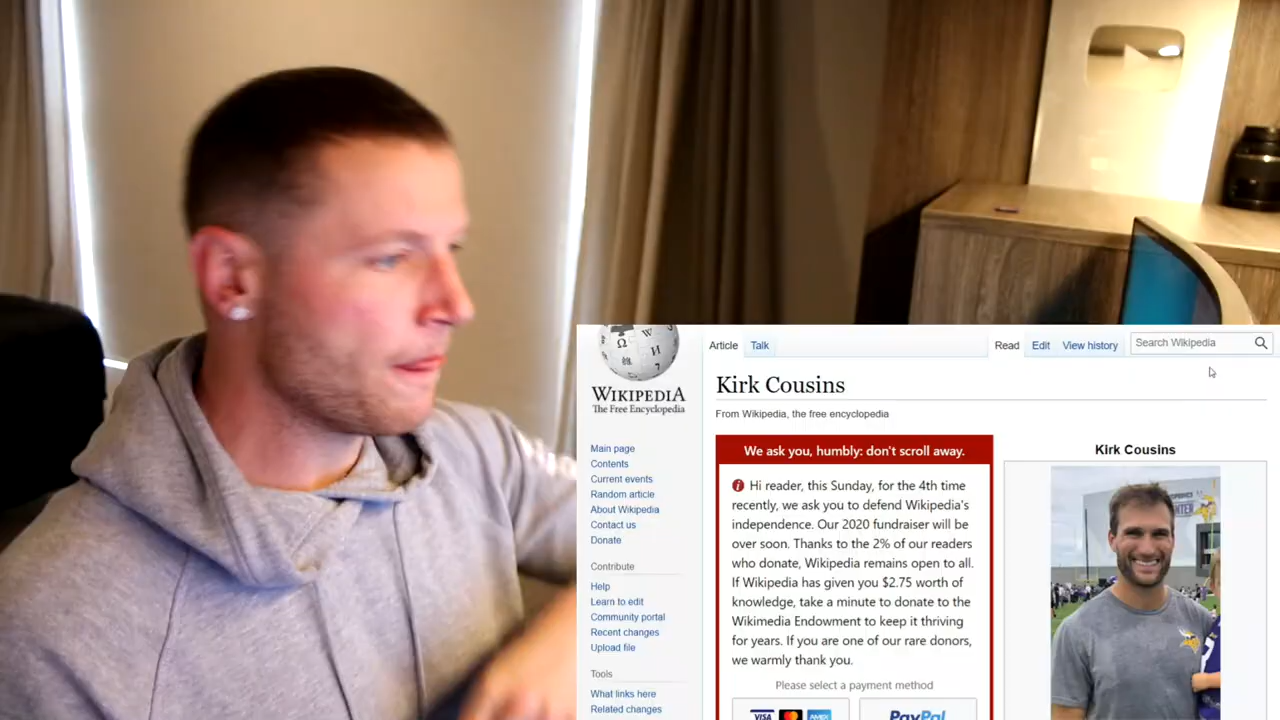 WIKIPEDIA
The Free Encyclopedia
Main page
Contents
Current events
Random article
About Wikipedia
Contact us
Donate
Contribute
Help
Learn to edit
Community portal
Recent changes
Upload file
Tools
What links here
Related changes
Article Talk Read Edit View history Search Wikipedia
Kirk Cousins
From Wikipedia, the free encyclopedia
We ask you, humbly: don't scroll away.
Hi reader, this Sunday, for the 4th time
recently, we ask you to defend Wikipedia's
independence. Our 2020 fundraiser will be
over soon. Thanks to the 2% of our readers
who donate, Wikipedia remains open to all.
If Wikipedia has given you $2.75 worth of
knowledge, take a minute to donate to the
Wikimedia Endowment to keep it thriving
for years. If you are one of our rare donors,
we warmly thank you.
Please select a payment method
VISA AMEX PayPal
Kirk Cousins